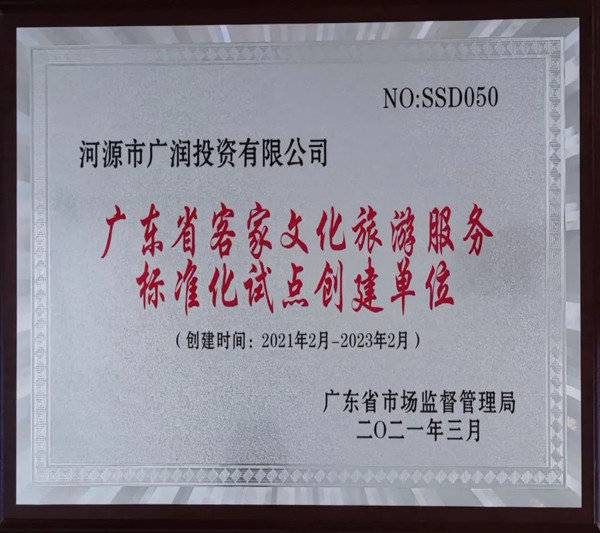 NO:SSD050
河源市广润投资有限公司
广东省客家文化旅游服务
标准化试点创建单位
（创建时间：2021年2月-2023年2月）
广东省市场监督管理局
二〇二一年三月